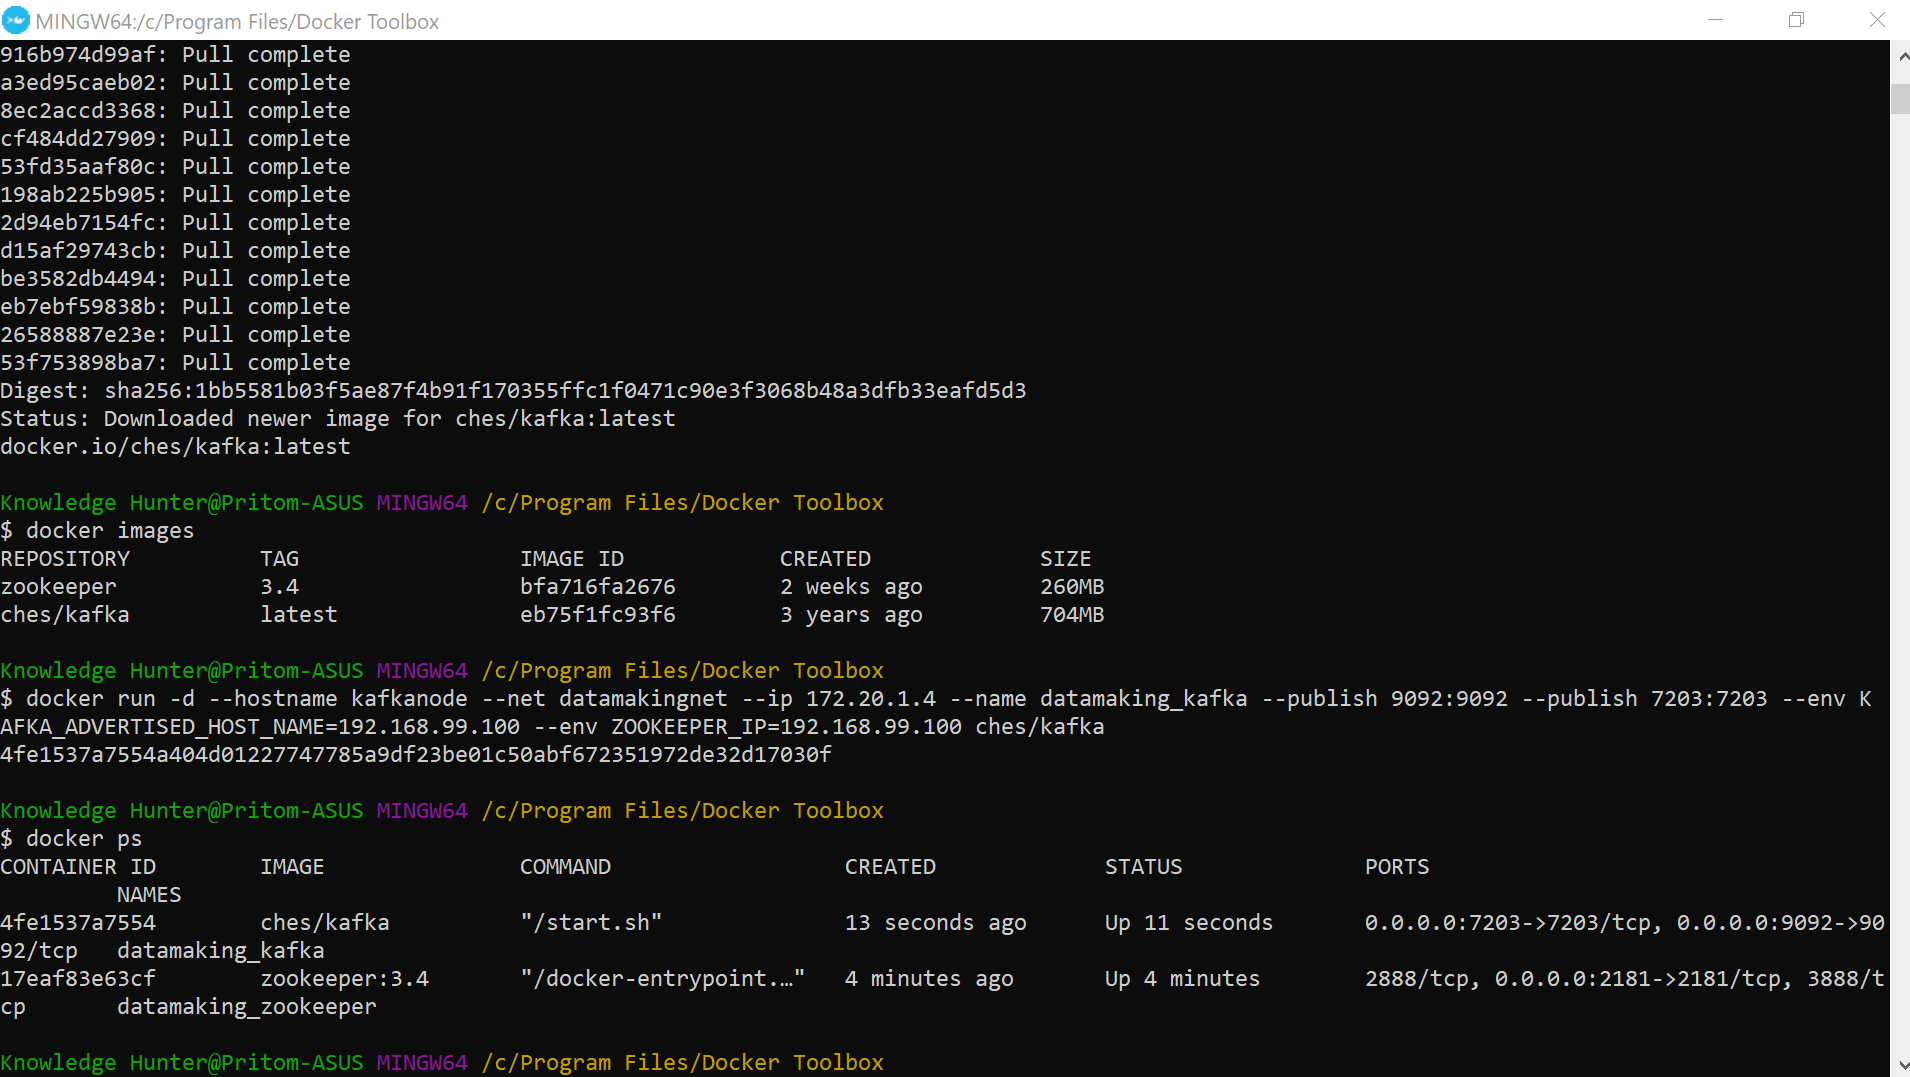 MINGW64:/c/Program Files/Docker Toolbox
916b974d99af: Pull complete
a3ed95caeb02: Pull complete
8ec2accd3368: Pull complete
cf484dd27909: Pull complete
53fd35aaf80c: Pull complete
198ab225b905: Pull complete
2d94eb7154fc: Pull complete
d15af29743cb: Pull complete
be3582db4494: Pull complete
eb7ebf59838b: Pull complete
26588887e23e: Pull complete
53f753898ba7: Pull complete
Digest: sha256:1bb5581b03f5ae87f4b91f170355ffc1f0471c90e3f3068b48a3dfb33eafd5d3
Status: Downloaded newer image for ches/kafka:latest
docker.io/ches/kafka:latest
Knowledge Hunter@Pritom-ASUS MINGW64 /c/Program Files/Docker Toolbox
$ docker images
REPOSITORY          TAG                 IMAGE ID            CREATED             SIZE
zookeeper           3.4                 bfa716fa2676        2 weeks ago         260MB
ches/kafka          latest              eb75f1fc93f6        3 years ago         704MB
Knowledge Hunter@Pritom-ASUS MINGW64 /c/Program Files/Docker Toolbox
$ docker run -d --hostname kafkanode --net datamakingnet --ip 172.20.1.4 --name datamaking_kafka --publish 9092:9092 --publish 7203:7203 --env K
AFKA_ADVERTISED_HOST_NAME=192.168.99.100 --env ZOOKEEPER_IP=192.168.99.100 ches/kafka
4fe1537a7554a404d01227747785a9df23be01c50abf672351972de32d17030f
Knowledge Hunter@Pritom-ASUS MINGW64 /c/Program Files/Docker Toolbox
$ docker ps
CONTAINER ID        IMAGE               COMMAND                  CREATED             STATUS              PORTS
         NAMES
4fe1537a7554        ches/kafka          "/start.sh"              13 seconds ago      Up 11 seconds       0.0.0.0:7203->7203/tcp, 0.0.0.0:9092->90
92/tcp   datamaking_kafka
17eaf83e63cf        zookeeper:3.4       "/docker-entrypoint.…"   4 minutes ago       Up 4 minutes        2888/tcp, 0.0.0.0:2181->2181/tcp, 3888/t
cp       datamaking_zookeeper
Knowledge Hunter@Pritom-ASUS MINGW64 /c/Program Files/Docker Toolbox